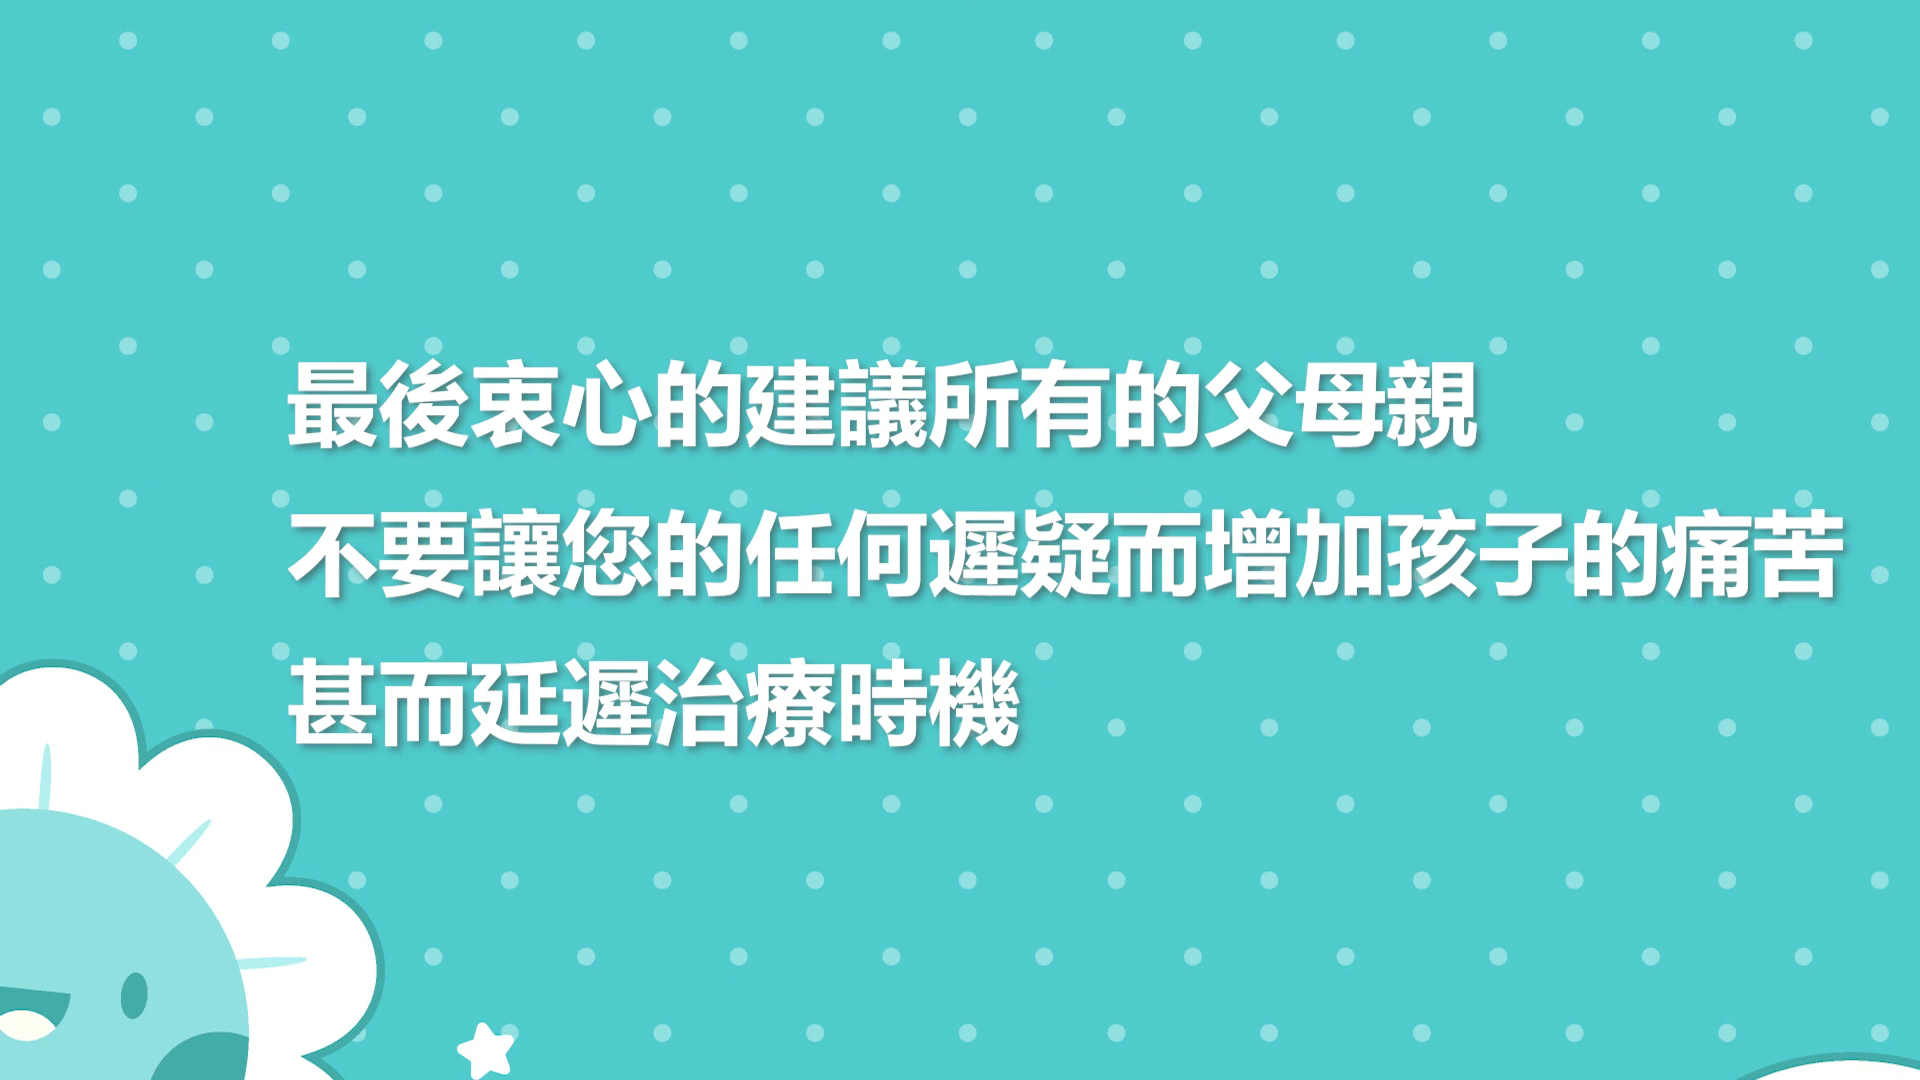 最後衷心的建議所有的父母親
不要讓您的任何遲疑而增加孩子的痛苦
甚而延遲治療時機